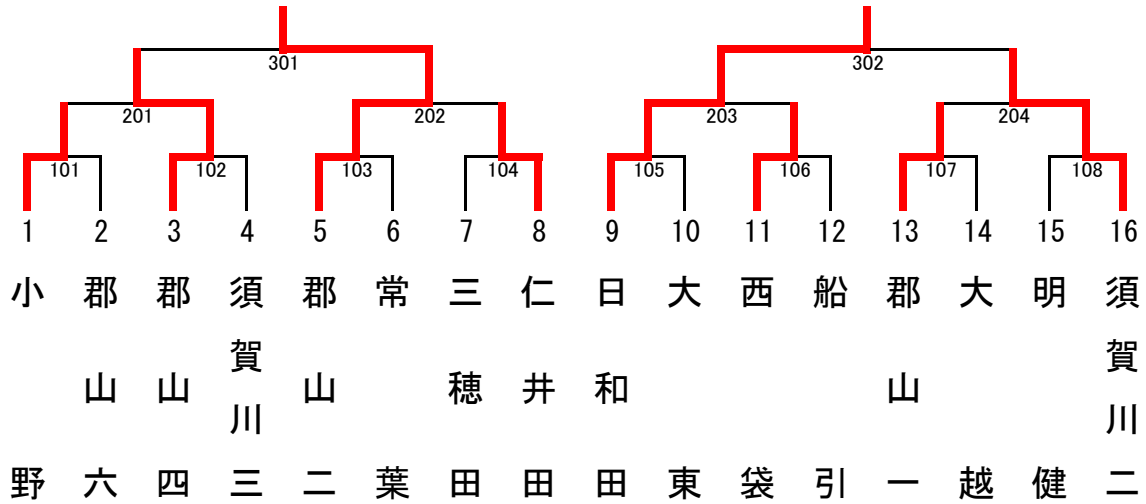 301
302
201
202
203
204
101
102
103
104
105
106
107
108
1 2 3 4 5 6 7 8 9 10 11 12 13 14 15 16
小野
郡山六
郡山四
須賀川三
郡山二
常葉
三穂田
仁井田
日和田
大東
西袋
船引
郡山一
大越
明健
須賀川二